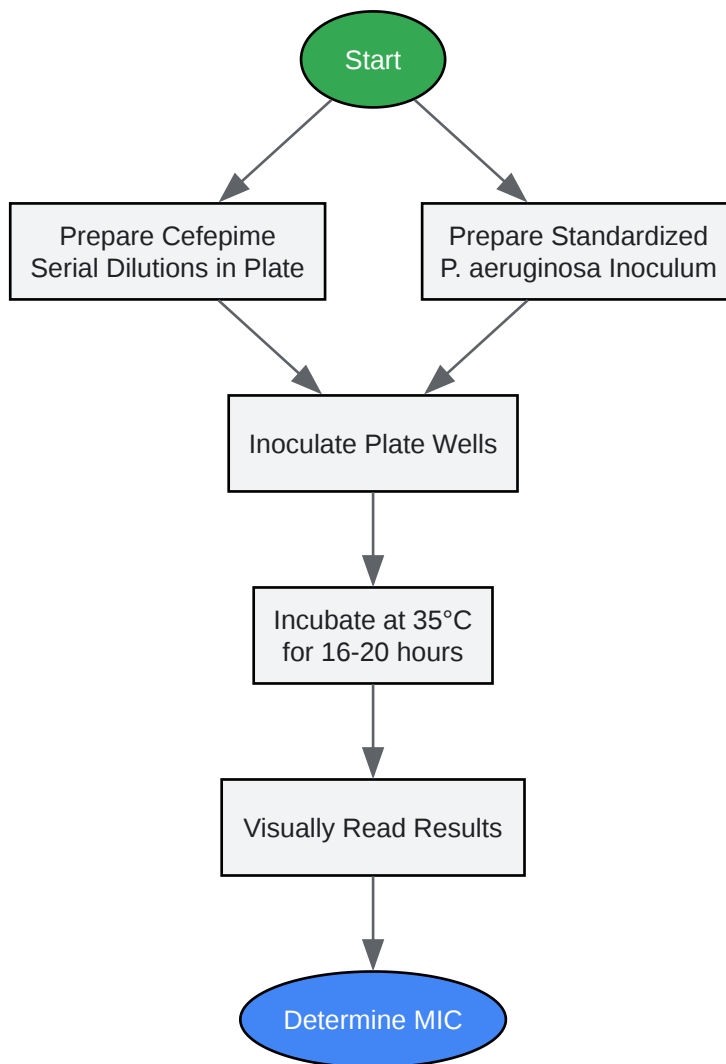 Start
Prepare Cefepime
Serial Dilutions in Plate
Prepare Standardized
P. aeruginosa Inoculum
Inoculate Plate Wells
Incubate at 35°C
for 16-20 hours
Visually Read Results
Determine MIC